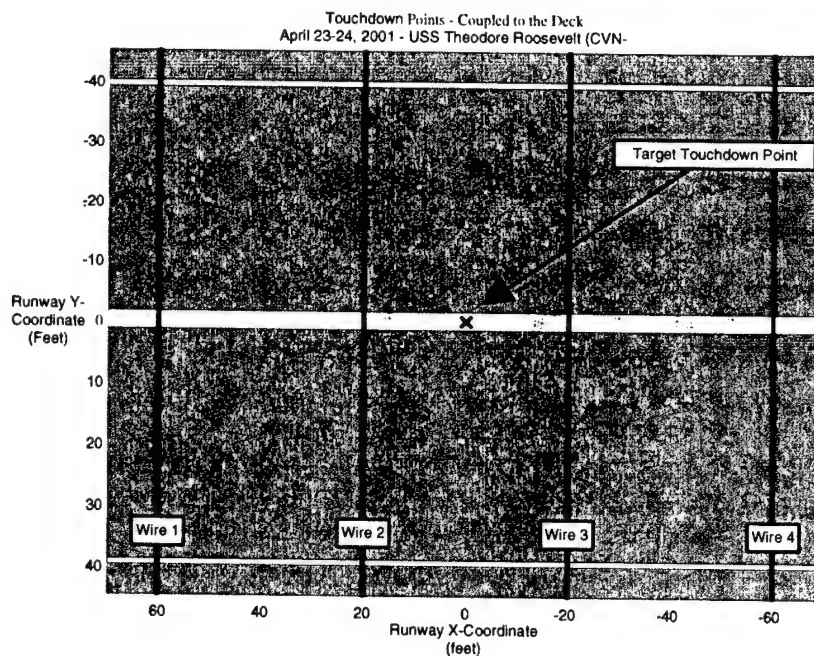 Touchdown Points - Coupled to the Deck
April 23-24, 2001 - USS Theodore Roosevelt (CVN-
-40
-30
Target Touchdown Point
-20
-10
Runway Y-
Coordinate 0
(Feet)
10
20
30
Wire 1 Wire 2 Wire 3 Wire 4
40
60 40 20 0 -20 -40 -60
Runway X-Coordinate
(feet)